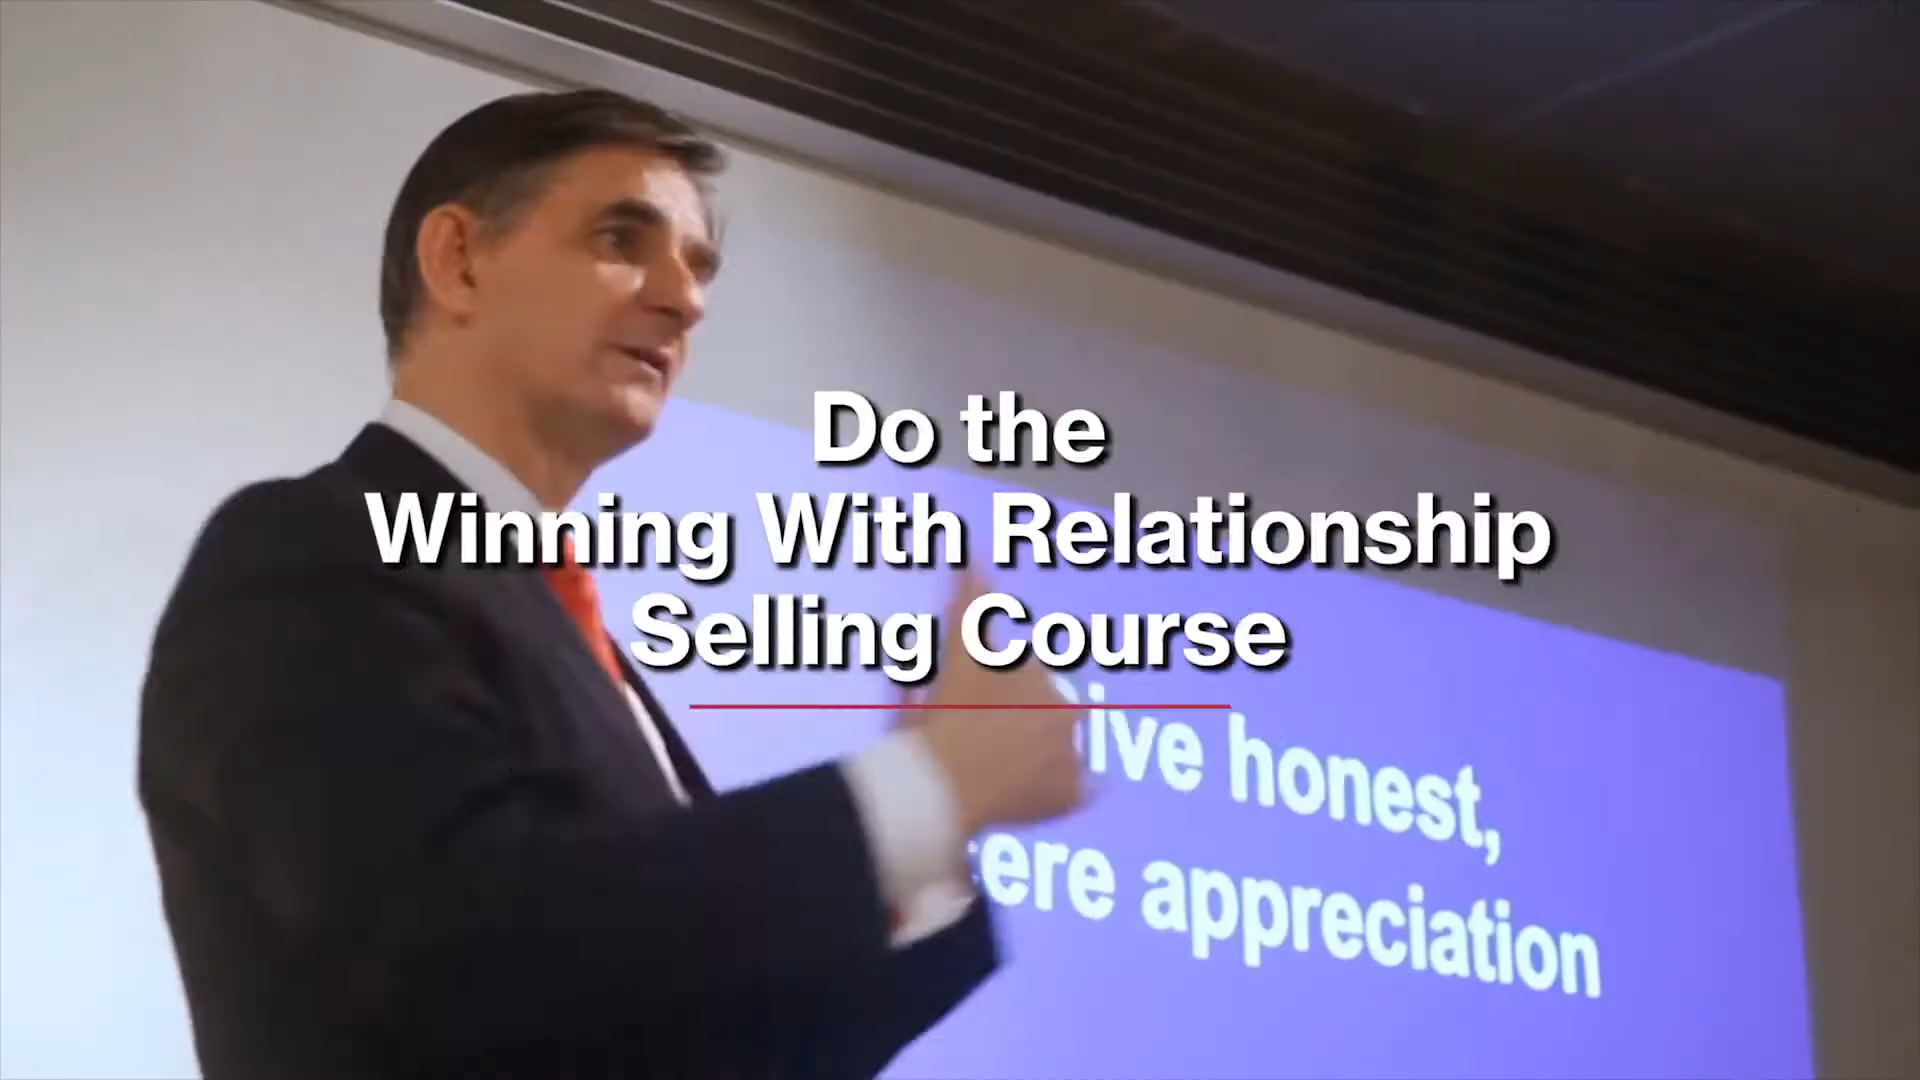 Do the
Winning With Relationship
Selling Course
honest,
appreciation